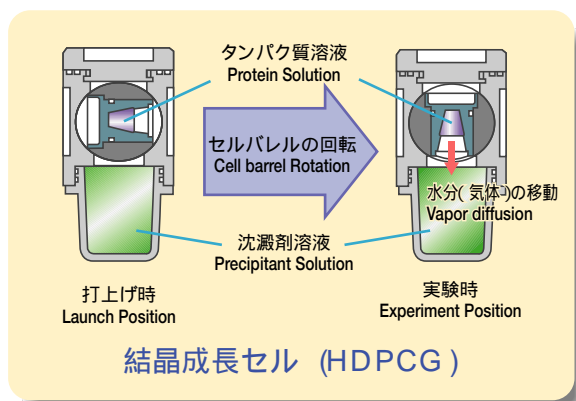 タンパク質溶液
Protein Solution
セルバレルの回転
Cell barrel Rotation
水分(気体)の移動
Vapor diffusion
沈澱剤溶液
Precipitant Solution
打上げ時
Launch Position
実験時
Experiment Position
結晶成長セル (HDPCG)